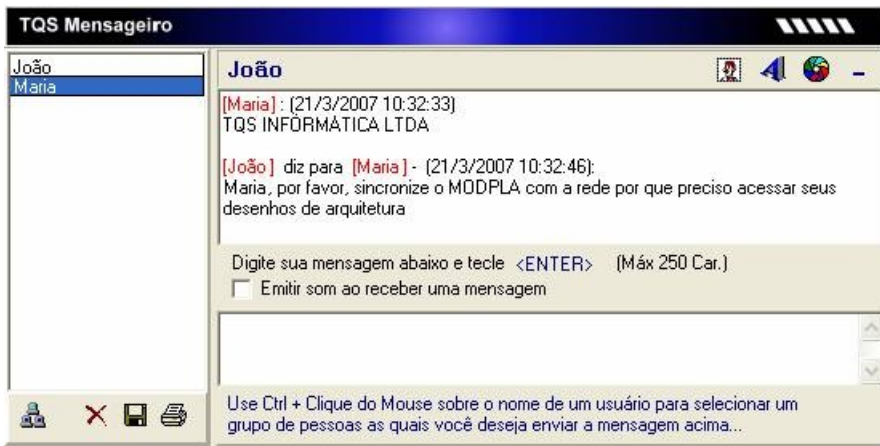 TQS Mensageiro
João
Maria
João
[Maria] : (21/3/2007 10:32:33)
TQS INFÓRMÁTICA LTDA
[João] diz para [Maria] - (21/3/2007 10:32:46):
Maria, por favor, sincronize o MODPLA com a rede por que preciso acessar seus
desenhos de arquitetura
Digite sua mensagem abaixo e tecle <ENTER> (Máx 250 Car.)
Emitir som ao receber uma mensagem
Use Ctrl + Clique do Mouse sobre o nome de um usuário para selecionar um
grupo de pessoas as quais você deseja enviar a mensagem acima...